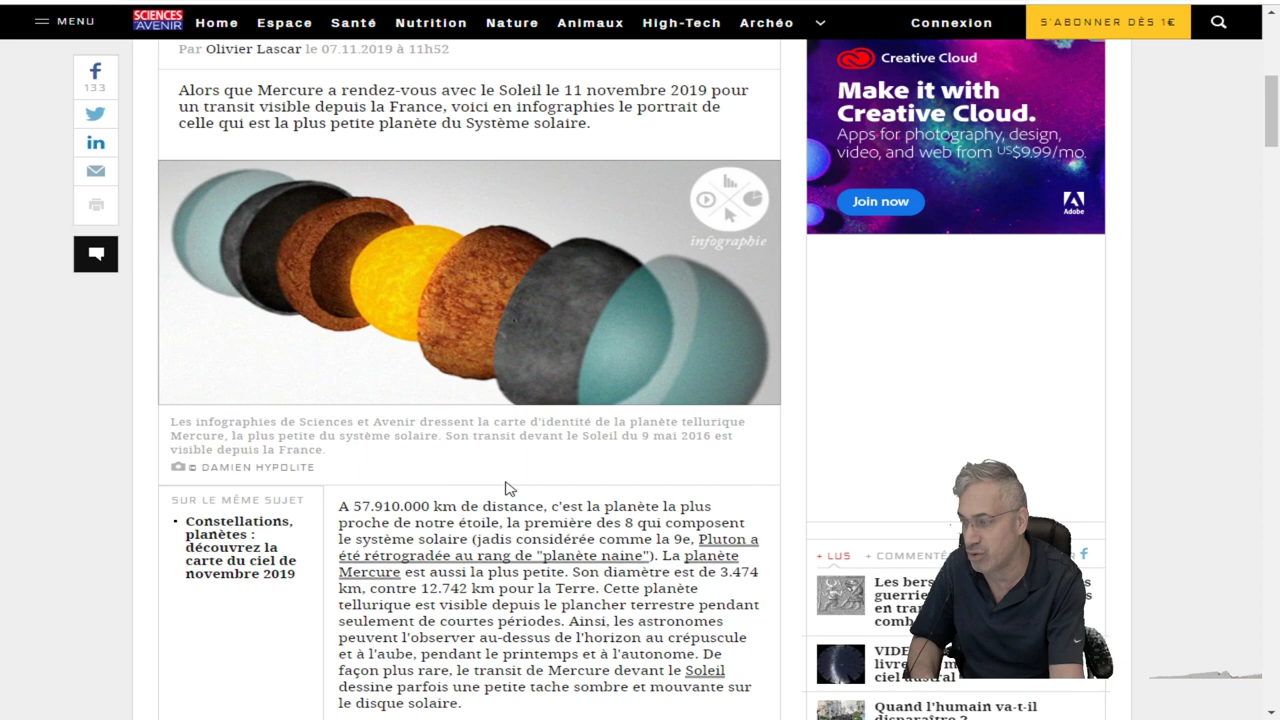 MENU
SCIENCES
AVENIR
Home
Espace
Santé
Nutrition
Nature
Animaux
High-Tech
Archéo
Connexion
S'ABONNER DÈS 1€
Par Olivier Lascar le 07.11.2019 à 11h52
133
Alors que Mercure a rendez-vous avec le Soleil le 11 novembre 2019 pour
un transit visible depuis la France, voici en infographies le portrait de
celle qui est la plus petite planète du Système solaire.
infographie
Les infographies de Sciences et Avenir dressent la carte d'identité de la planète tellurique
Mercure, la plus petite du système solaire. Son transit devant le Soleil du 9 mai 2016 est
visible depuis la France.
© DAMIEN HYPOLITE
SUR LE MÊME SUJET
• Constellations,
planètes :
découvrez la
carte du ciel de
novembre 2019
A 57.910.000 km de distance, c'est la planète la plus
proche de notre étoile, la première des 8 qui composent
le système solaire (jadis considérée comme la 9e, Pluton a
été rétrogradée au rang de "planète naine"). La planète
Mercure est aussi la plus petite. Son diamètre est de 3.474
km, contre 12.742 km pour la Terre. Cette planète
tellurique est visible depuis le plancher terrestre pendant
seulement de courtes périodes. Ainsi, les astronomes
peuvent l'observer au-dessus de l'horizon au crépuscule
et à l'aube, pendant le printemps et à l'automne. De
façon plus rare, le transit de Mercure devant le Soleil
dessine parfois une petite tache sombre et mouvante sur
le disque solaire.
Creative Cloud
Make it with
Creative Cloud.
Apps for photography, design,
video, and web from US$9.99/mo.
Join now
Adobe
+ LUS
+ COMMENTÉ
Les
en
VIDE
ciel austral
Quand l'humain va-t-il
disparaître ?